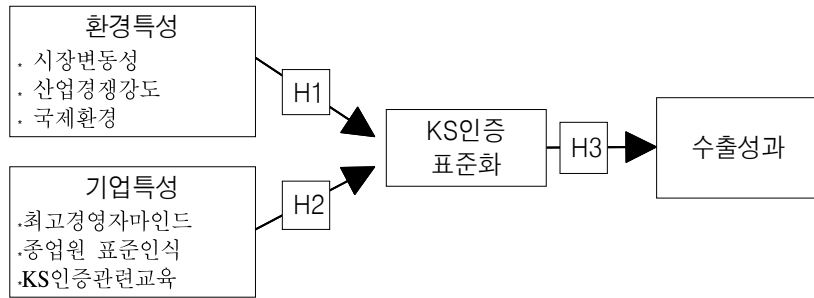 환경특성
* 시장변동성
* 산업경쟁강도
* 국제환경
H1
기업특성
*최고경영자마인드
*종업원 표준인식
*KS인증관련교육
H2
KS인증
표준화
H3
수출성과